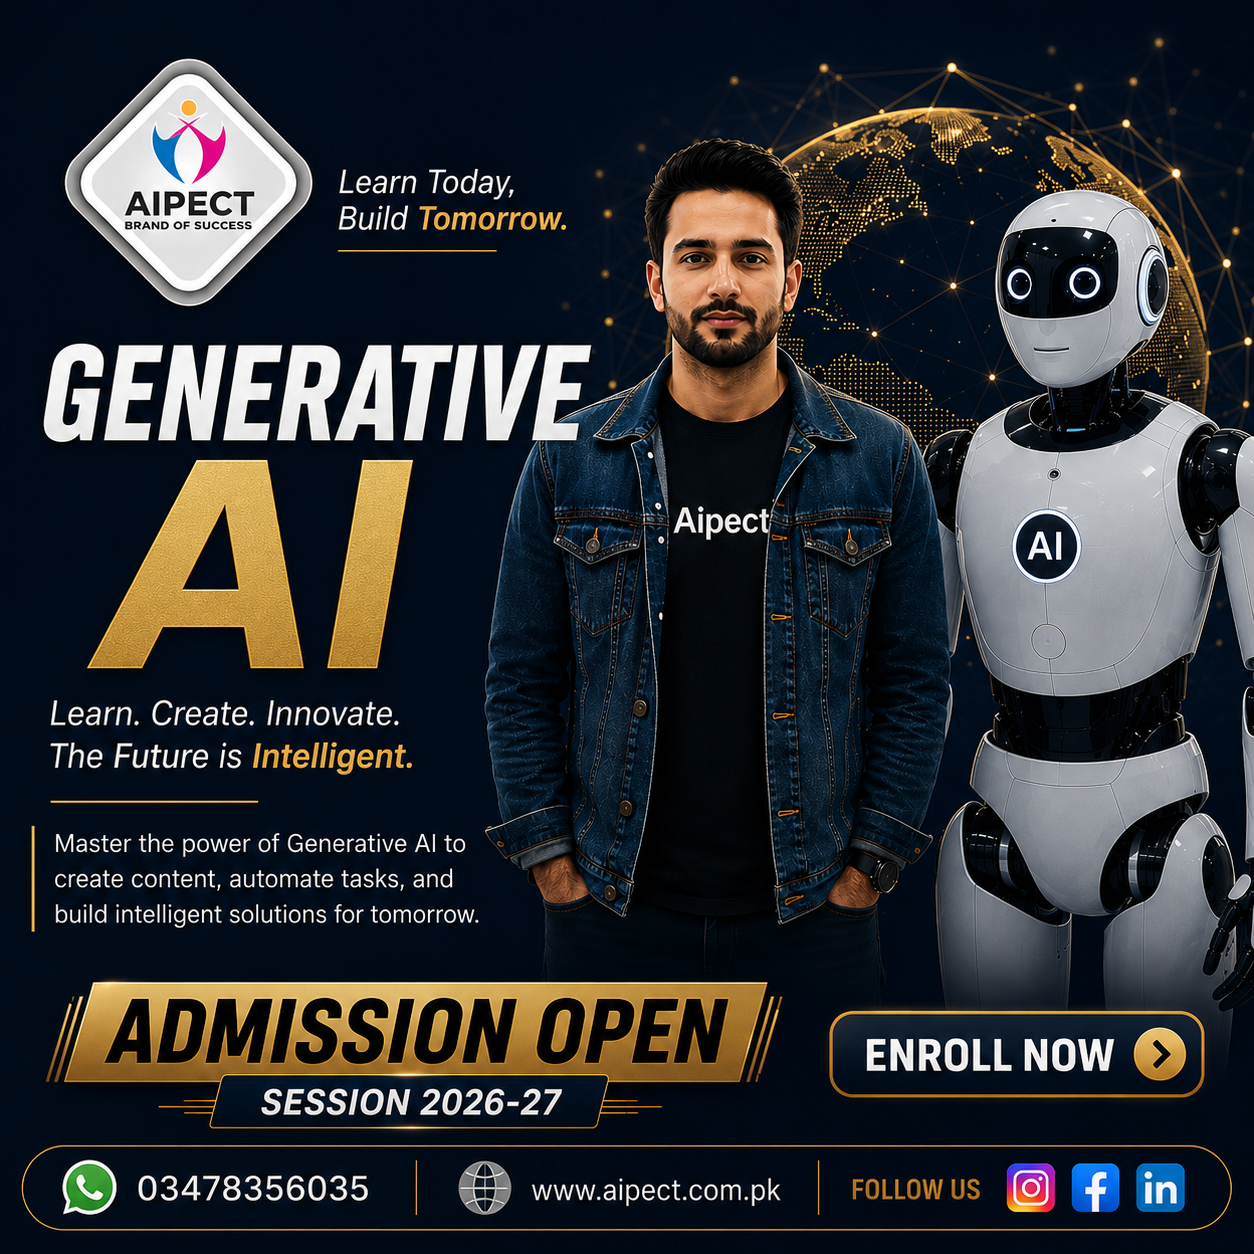 AIPECT
BRAND OF SUCCESS
Learn Today,
Build Tomorrow.
GENERATIVE
AI
Learn. Create. Innovate.
The Future is Intelligent.
Master the power of Generative AI to
create content, automate tasks, and
build intelligent solutions for tomorrow.
Aipect
AI
ADMISSION OPEN
SESSION 2026-27
ENROLL NOW
03478356035
www.aipect.com.pk
FOLLOW US
in